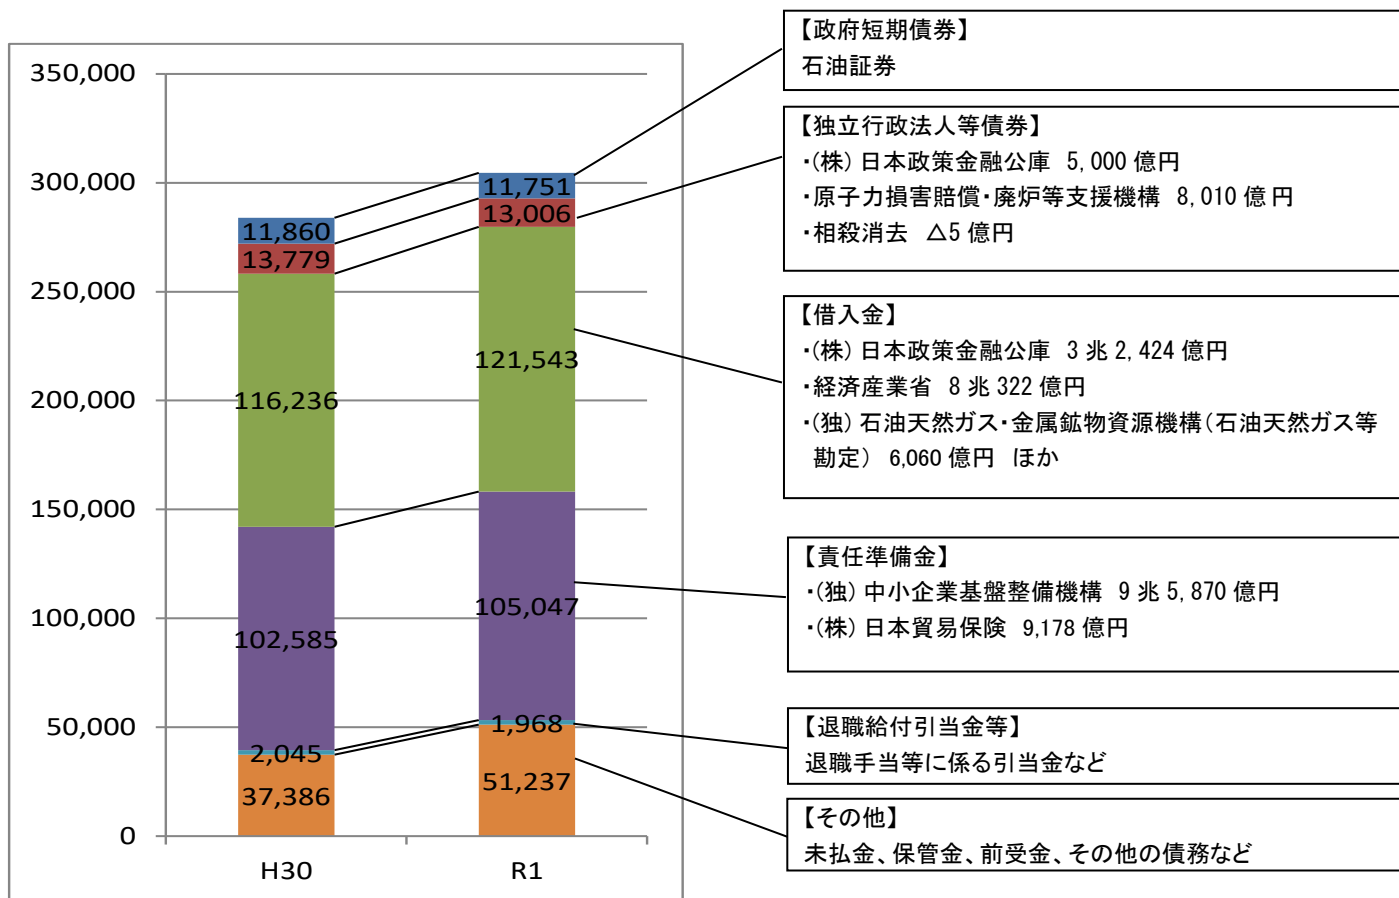 350,000
300,000
250,000
200,000
150,000
100,000
50,000
0
11,860
13,779
116,236
102,585
2,045
37,386
H30
11,751
13,006
121,543
105,047
1,968
51,237
R1
【政府短期債券】
石油証券
【独立行政法人等債券】
・(株)日本政策金融公庫 5,000 億円
・原子力損害賠償・廃炉等支援機構 8,010 億円
・相殺消去 △5 億円
【借入金】
・(株)日本政策金融公庫 3 兆 2,424 億円
・経済産業省 8 兆 322 億円
・(独)石油天然ガス・金属鉱物資源機構(石油天然ガス等
勘定) 6,060 億円 ほか
【責任準備金】
・(独)中小企業基盤整備機構 9 兆 5,870 億円
・(株)日本貿易保険 9,178 億円
【退職給付引当金等】
退職手当等に係る引当金など
【その他】
未払金、保管金、前受金、その他の債務など